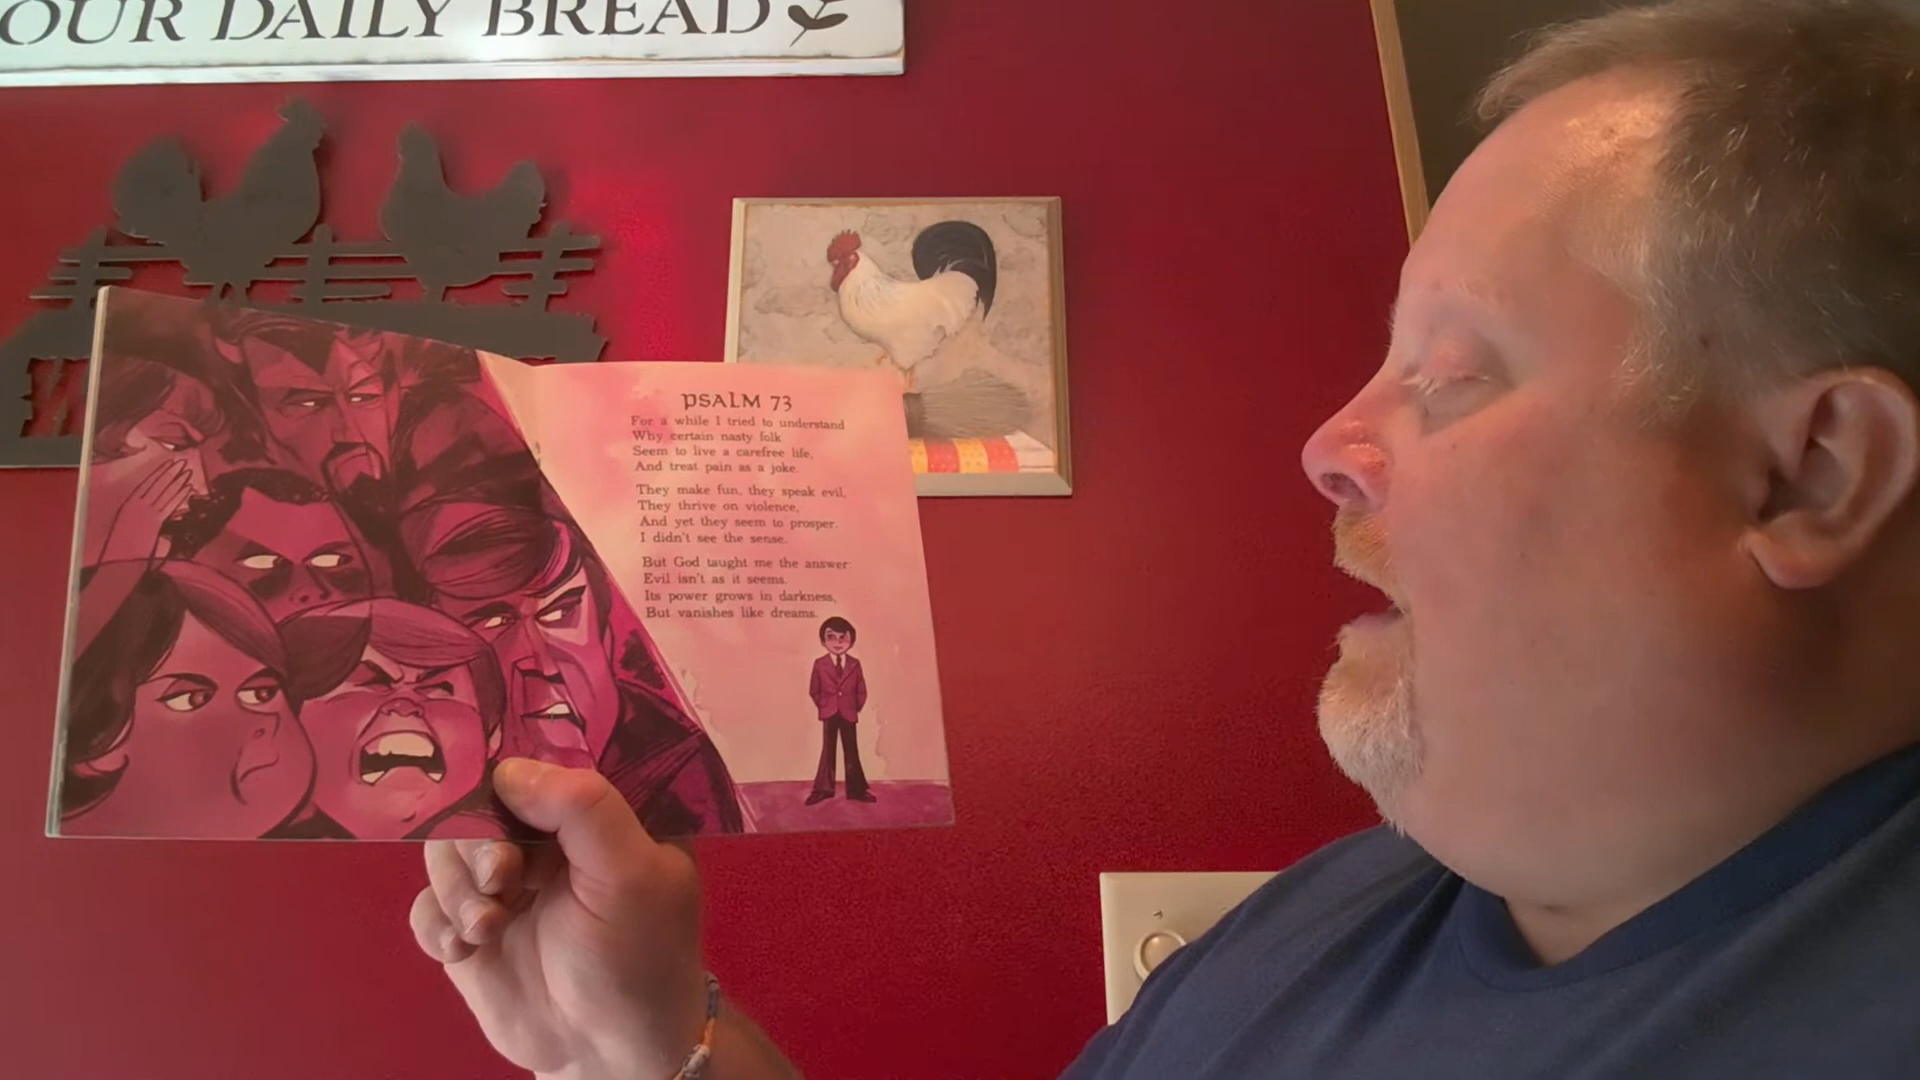 OUR DAILY BREAD
PSALM 73
For a while I tried to understand
Why certain nasty folk
Seem to live a carefree life,
And treat pain as a joke.
They make fun, they speak evil,
They thrive on violence,
And yet they seem to prosper.
I didn't see the sense.
But God taught me the answer:
Evil isn't as it seems.
Its power grows in darkness,
But vanishes like dreams.